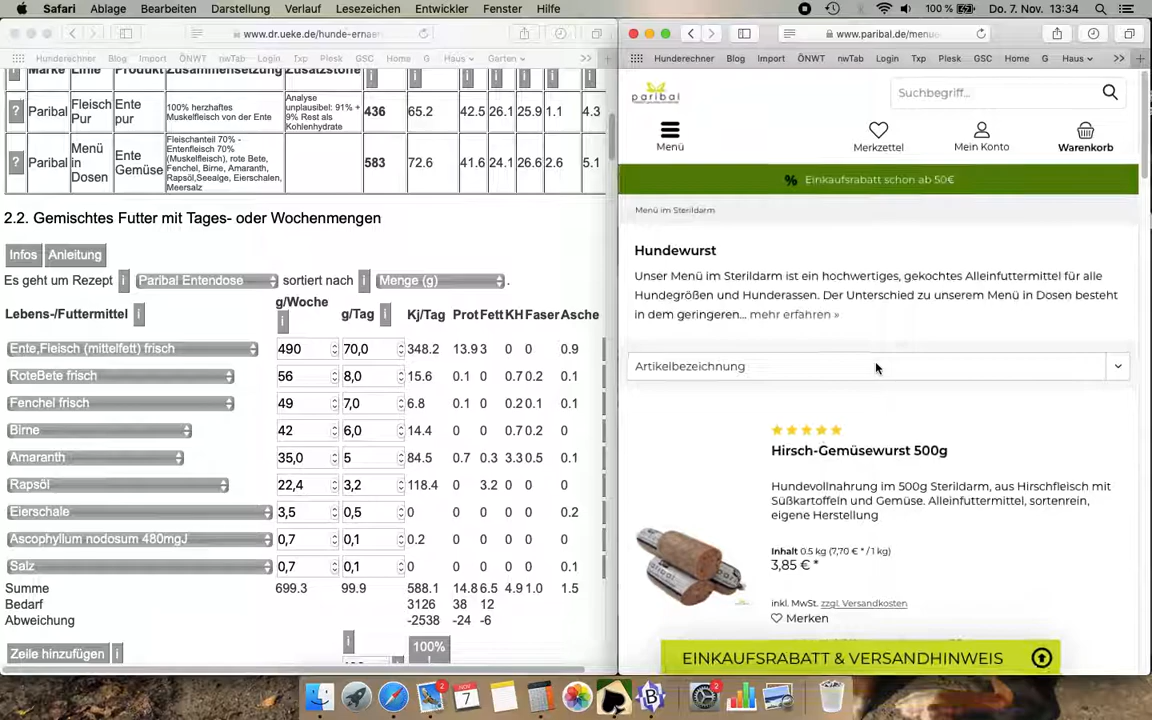 Safari Ablage Bearbeiten Darstellung Verlauf Lesezeichen Entwickler Fenster Hilfe 100 % Do. 7. Nov. 13:34
www.dr.ueke.de/hunde-ernae
Hunderechner Blog Import ÖNWT nwTab Login Txp Plesk GSC Home G Haus Garten >>
Marke Linie Produkt Zusammensetzung Zusatzstoffe i i i i i i
? Paribal Fleisch Pur Ente pur 100% herzhaftes Muskelfleisch von der Ente Analyse unplausibel: 91% + 9% Rest als Kohlenhydrate 436 65.2 42.5 26.1 25.9 1.1 4.3
? Paribal Menü in Dosen Ente Gemüse Fleischanteil 70% - Entenfleisch 70% (Muskelfleisch), rote Bete, Fenchel, Birne, Amaranth, Rapsöl,Seealge, Eierschalen, Meersalz 583 72.6 41.6 24.1 26.6 2.6 5.1
2.2. Gemischtes Futter mit Tages- oder Wochenmengen
Infos Anleitung
Es geht um Rezept i Paribal Entendose sortiert nach i Menge (g) .
Lebens-/Futtermittel i g/Woche i g/Tag i Kj/Tag Prot Fett KH Faser Asche
Ente,Fleisch (mittelfett) frisch 490 70,0 348.2 13.9 3 0 0 0.9
RoteBete frisch 56 8,0 15.6 0.1 0 0.7 0.2 0.1
Fenchel frisch 49 7,0 6.8 0.1 0 0.2 0.1 0.1
Birne 42 6,0 14.4 0 0 0.7 0.2 0
Amaranth 35,0 5 84.5 0.7 0.3 3.3 0.5 0.1
Rapsöl 22,4 3,2 118.4 0 3.2 0 0 0
Eierschale 3,5 0,5 0 0 0 0 0 0.2
Ascophyllum nodosum 480mgJ 0,7 0,1 0.2 0 0 0 0 0
Salz 0,7 0,1 0 0 0 0 0 0.1
Summe 699.3 99.9 588.1 14.8 6.5 4.9 1.0 1.5
Bedarf 3126 38 12
Abweichung -2538 -24 -6
Zeile hinzufügen i i 100% !
www.paribal.de/menue
Hunderechner Blog Import ÖNWT nwTab Login Txp Plesk GSC Home G Haus >>
paribal
Suchbegriff...
Menü Merkzettel Mein Konto Warenkorb
% Einkaufsrabatt schon ab 50€
Menü im Sterildarm
Hundewurst
Unser Menü im Sterildarm ist ein hochwertiges, gekochtes Alleinfuttermittel für alle
Hundegrößen und Hunderassen. Der Unterschied zu unserem Menü in Dosen besteht
in dem geringeren... mehr erfahren »
Artikelbezeichnung
Hirsch-Gemüsewurst 500g
Hundevollnahrung im 500g Sterildarm, aus Hirschfleisch mit
Süßkartoffeln und Gemüse. Alleinfuttermittel, sortenrein,
eigene Herstellung
Inhalt 0.5 kg (7,70 € * / 1 kg)
3,85 € *
inkl. MwSt. zzgl. Versandkosten
Merken
EINKAUFSRABATT & VERSANDHINWEIS
2 NOV 7 2